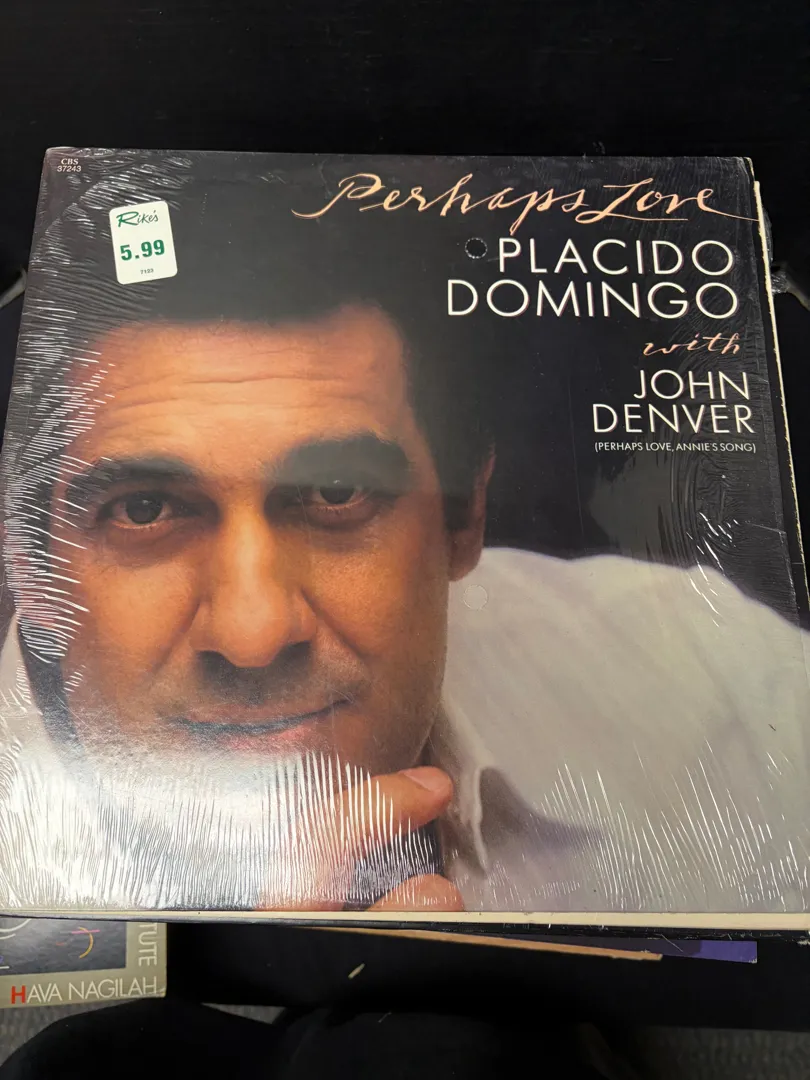 CBS
37243
Rike's
5.99
7103
Perhaps Love
PLACIDO
DOMINGO
with
JOHN
DENVER
(PERHAPS LOVE, ANNIE'S SONG)
TUTE
HAVA NAGILAH